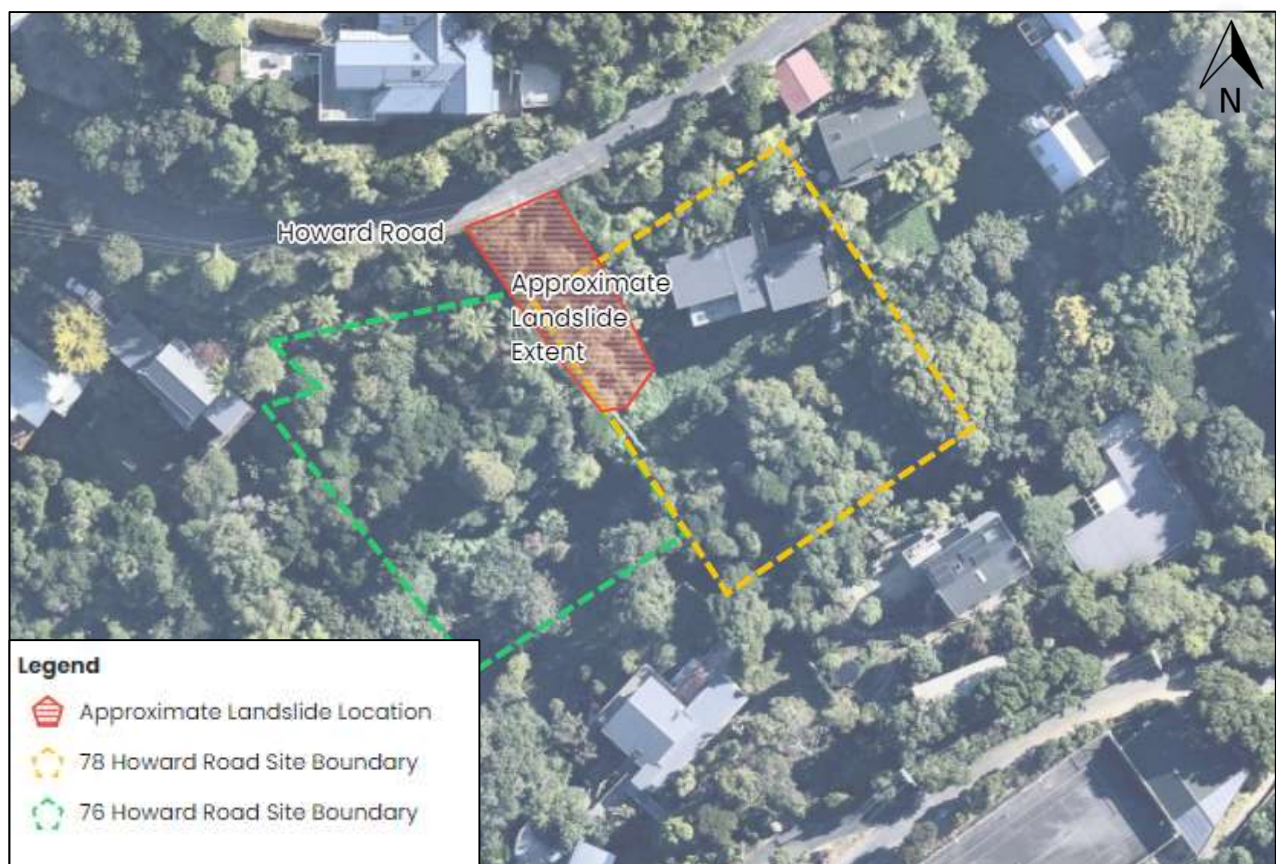 N
Howard Road
Approximate
Landslide
Extent
Legend
Approximate Landslide Location
78 Howard Road Site Boundary
76 Howard Road Site Boundary